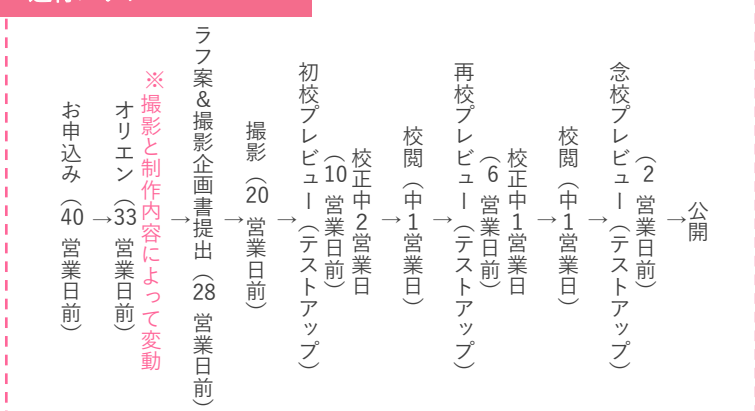 お申込み（40営業日前）
→
オリエン（33営業日前）
※撮影と制作内容によって変動
→
ラフ案＆撮影企画書提出（28営業日前）
→
撮影（20営業日前）
→
初校プレビュー（テストアップ）
（10営業日前）
校正中2営業日
→
校閲（中1営業日）
→
再校プレビュー（テストアップ）
（6営業日前）
校正中1営業日
→
校閲（中1営業日）
→
念校プレビュー（テストアップ）
（2営業日前）
→
公開